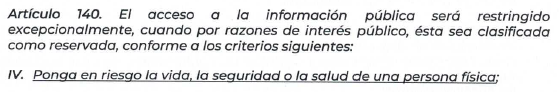 Artículo 140. El acceso a la información pública será restringido
excepcionalmente, cuando por razones de interés público, ésta sea clasificada
como reservada, conforme a los criterios siguientes:
IV. Ponga en riesgo la vida, la seguridad o la salud de una persona física;